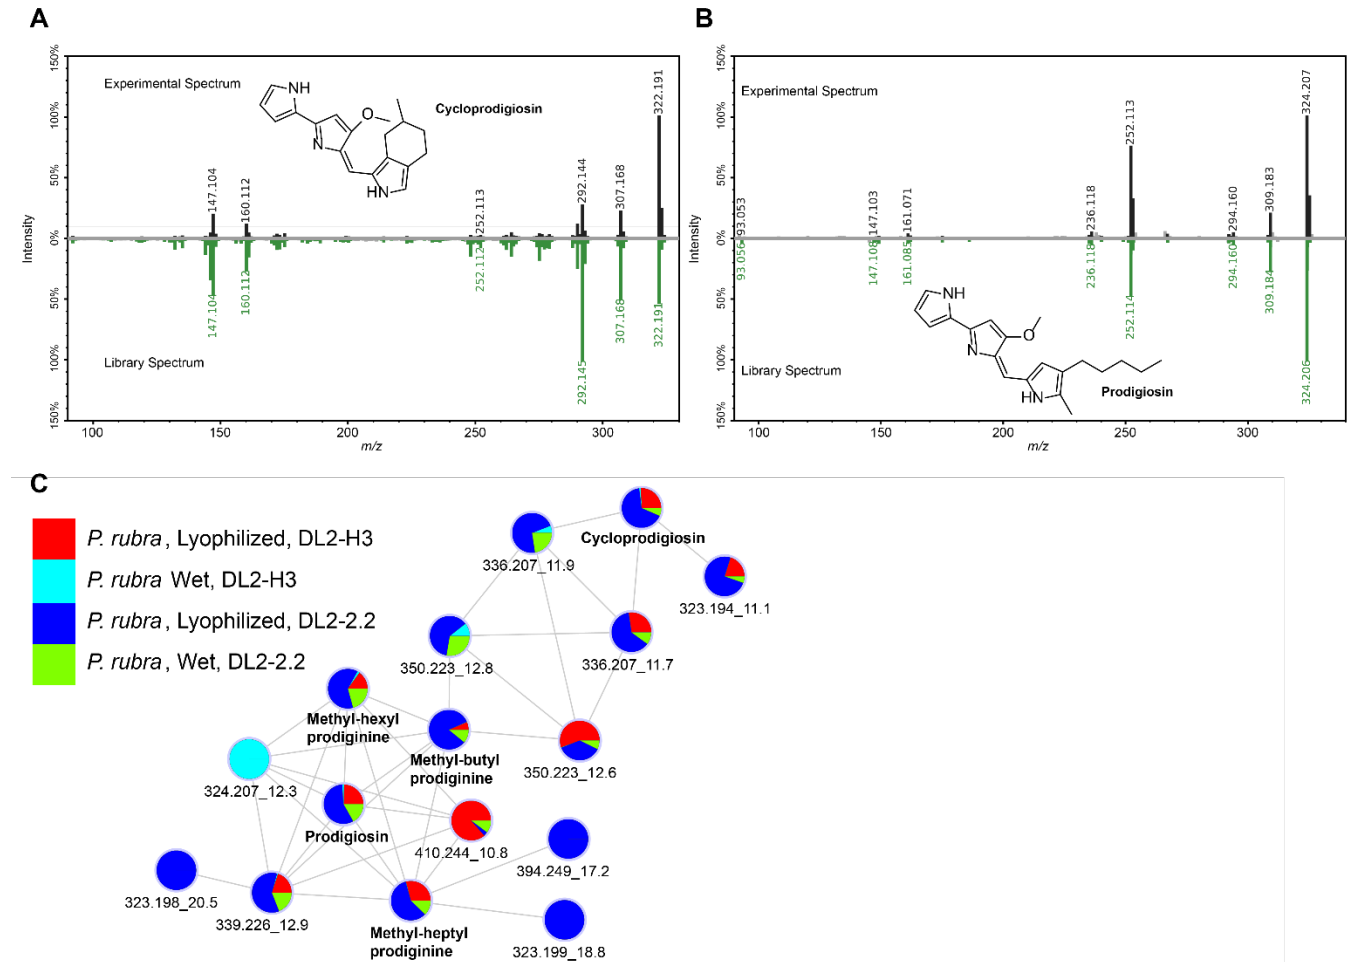 A
150%
100%
50%
0%
50%
100%
150%
Intensity
Experimental Spectrum
NH
N
O
NH
Cycloprodigiosin
147.104
160.112
252.113
292.144
307.168
322.191
147.104
160.112
252.112
292.145
307.168
322.191
Library Spectrum
100
150
200
250
300
m/z
B
150%
100%
50%
0%
50%
100%
150%
Intensity
Experimental Spectrum
93.053
147.103
161.071
236.118
252.113
294.160
309.183
324.207
147.108
161.085
236.118
252.114
294.160
309.184
324.206
NH
N
O
HN
Prodigiosin
Library Spectrum
100
150
200
250
300
m/z
C
P. rubra, Lyophilized, DL2-H3
P. rubra Wet, DL2-H3
P. rubra, Lyophilized, DL2-2.2
P. rubra, Wet, DL2-2.2
Cycloprodigiosin
336.207_11.9
323.194_11.1
350.223_12.8
336.207_11.7
Methyl-hexyl
prodiginine
Methyl-butyl
prodiginine
350.223_12.6
324.207_12.3
Prodigiosin
410.244_10.8
394.249_17.2
323.198_20.5
339.226_12.9
Methyl-heptyl
prodiginine
323.199_18.8